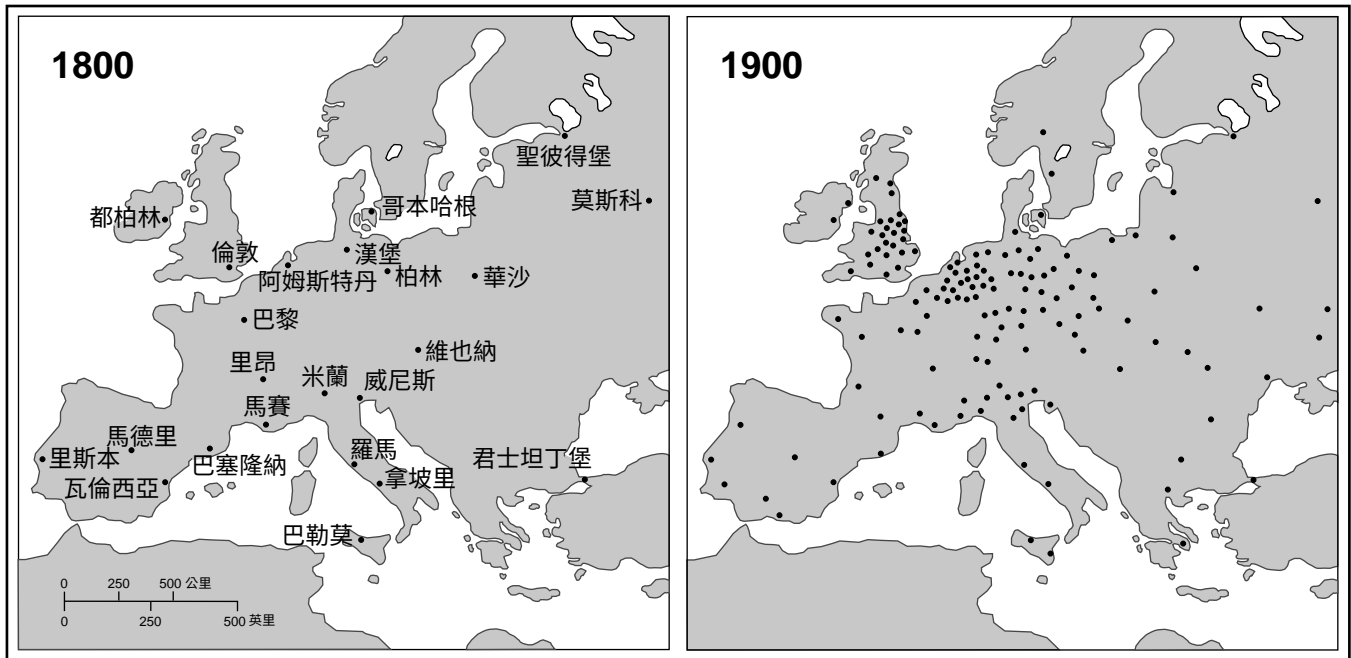 1800
聖彼得堡
莫斯科
哥本哈根
都柏林
倫敦
漢堡
阿姆斯特丹
柏林
華沙
巴黎
維也納
里昂
米蘭
威尼斯
馬賽
馬德里
里斯本
巴塞隆納
羅馬
君士坦丁堡
瓦倫西亞
拿坡里
巴勒莫
0 250 500 公里
0 250 500 英里
1900